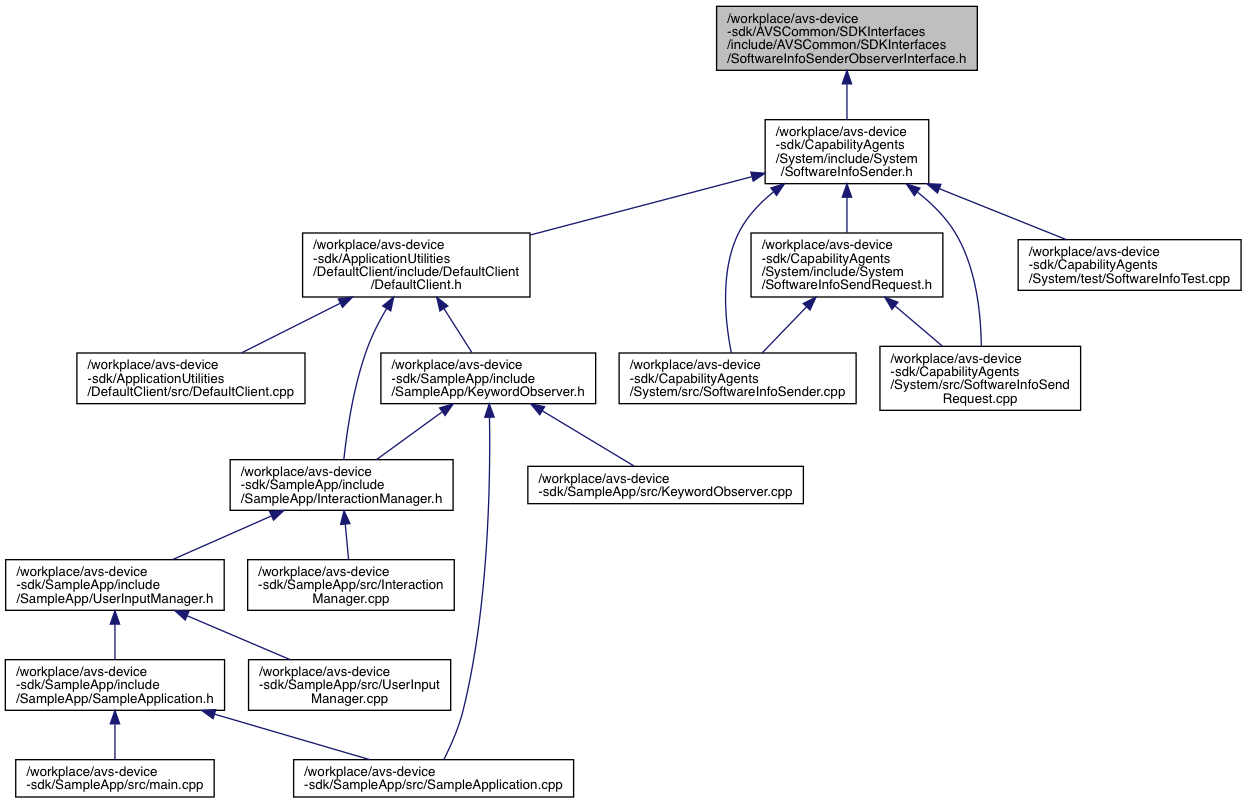 /workplace/avs-device
-sdk/AVSCommon/SDKInterfaces
/include/AVSCommon/SDKInterfaces
/SoftwareInfoSenderObserverInterface.h
/workplace/avs-device
-sdk/CapabilityAgents
/System/include/System
/SoftwareInfoSender.h
/workplace/avs-device
-sdk/ApplicationUtilities
/DefaultClient/include/DefaultClient
/DefaultClient.h
/workplace/avs-device
-sdk/CapabilityAgents
/System/include/System
/SoftwareInfoSendRequest.h
/workplace/avs-device
-sdk/CapabilityAgents
/System/test/SoftwareInfoTest.cpp
/workplace/avs-device
-sdk/ApplicationUtilities
/DefaultClient/src/DefaultClient.cpp
/workplace/avs-device
-sdk/SampleApp/include
/SampleApp/KeywordObserver.h
/workplace/avs-device
-sdk/CapabilityAgents
/System/src/SoftwareInfoSender.cpp
/workplace/avs-device
-sdk/CapabilityAgents
/System/src/SoftwareInfoSend
Request.cpp
/workplace/avs-device
-sdk/SampleApp/include
/SampleApp/InteractionManager.h
/workplace/avs-device
-sdk/SampleApp/src/KeywordObserver.cpp
/workplace/avs-device
-sdk/SampleApp/include
/SampleApp/UserInputManager.h
/workplace/avs-device
-sdk/SampleApp/src/Interaction
Manager.cpp
/workplace/avs-device
-sdk/SampleApp/include
/SampleApp/SampleApplication.h
/workplace/avs-device
-sdk/SampleApp/src/UserInput
Manager.cpp
/workplace/avs-device
-sdk/SampleApp/src/main.cpp
/workplace/avs-device
-sdk/SampleApp/src/SampleApplication.cpp